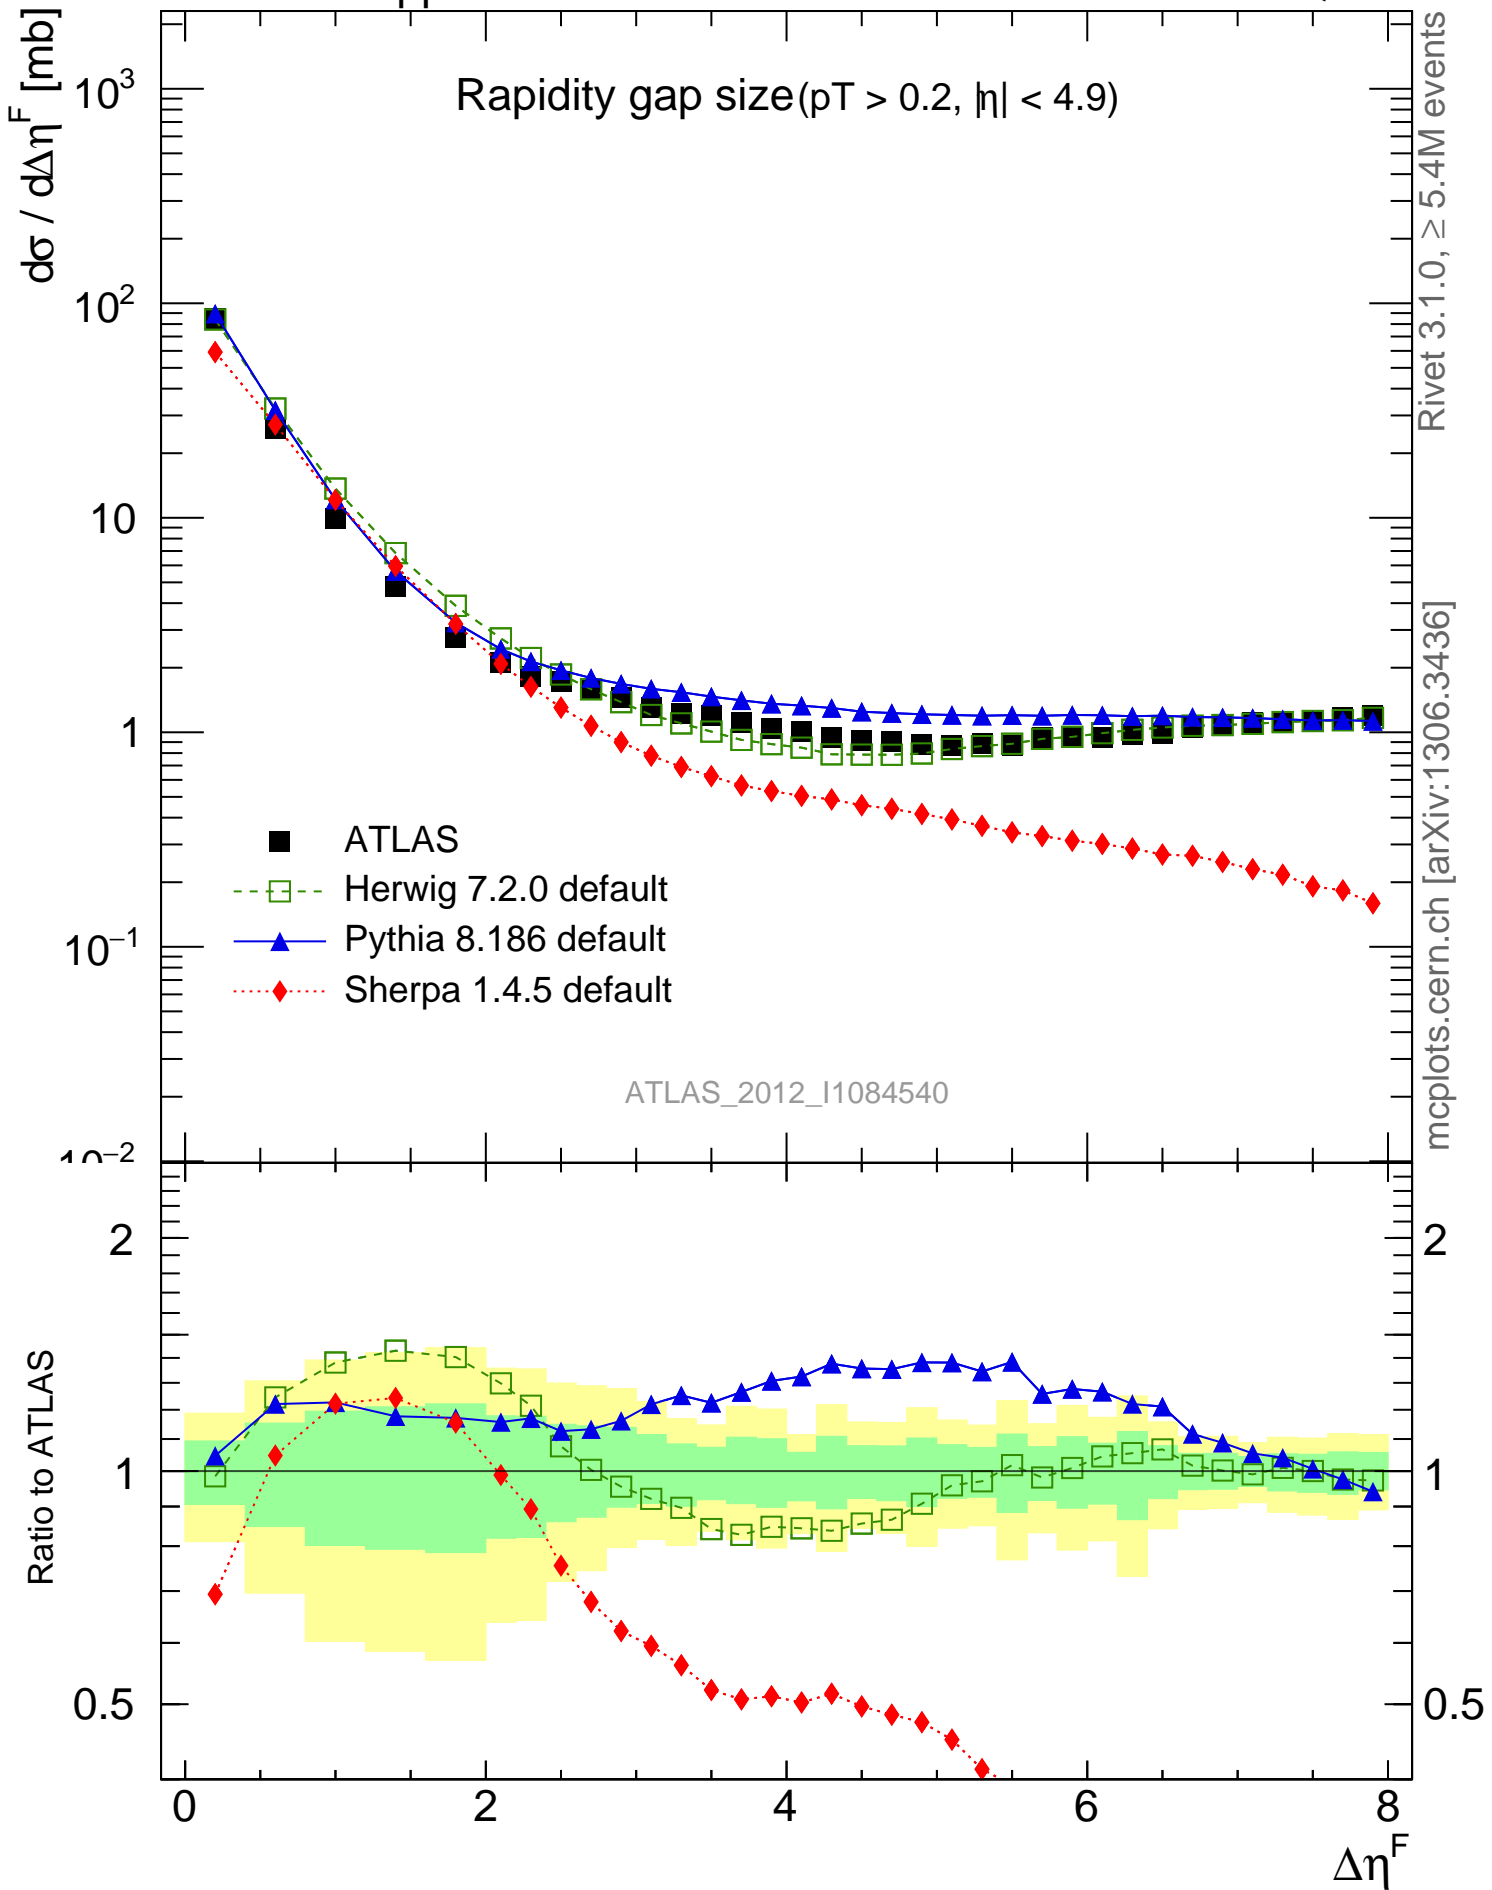 Rapidity gap size (pT > 0.2, |η| < 4.9)
dσ / dΔη^F [mb]
10^3
10^2
10
1
10^−1
10^−2
ATLAS
Herwig 7.2.0 default
Pythia 8.186 default
Sherpa 1.4.5 default
ATLAS_2012_I1084540
Rivet 3.1.0, ≥ 5.4M events
mcplots.cern.ch [arXiv:1306.3436]
Ratio to ATLAS
2
1
0.5
2
1
0.5
0 2 4 6 8
Δη^F